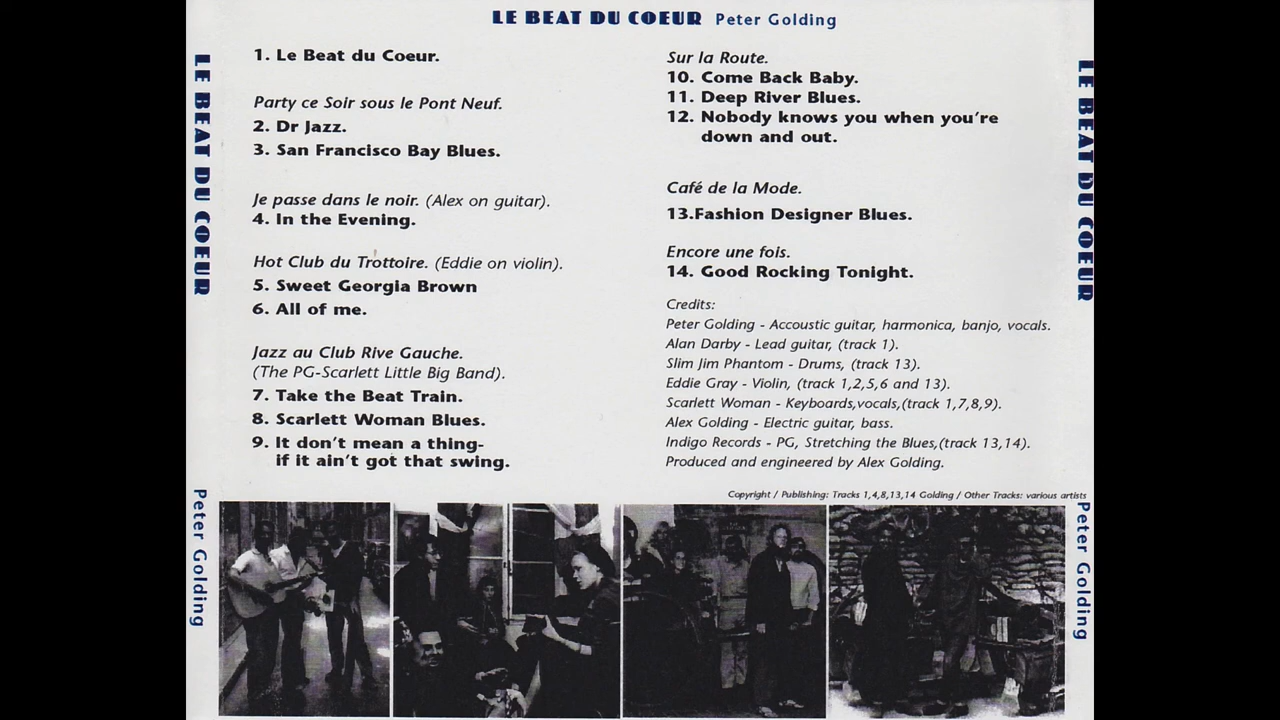 LE BEAT DU COEUR Peter Golding
LE BEAT DU COEUR
Peter Golding
1. Le Beat du Coeur.
Party ce Soir sous le Pont Neuf.
2. Dr Jazz.
3. San Francisco Bay Blues.
Je passe dans le noir. (Alex on guitar).
4. In the Evening.
Hot Club du Trottoire. (Eddie on violin).
5. Sweet Georgia Brown
6. All of me.
Jazz au Club Rive Gauche.
(The PG-Scarlett Little Big Band).
7. Take the Beat Train.
8. Scarlett Woman Blues.
9. It don't mean a thing-
if it ain't got that swing.
Sur la Route.
10. Come Back Baby.
11. Deep River Blues.
12. Nobody knows you when you're
down and out.
Café de la Mode.
13.Fashion Designer Blues.
Encore une fois.
14. Good Rocking Tonight.
Credits:
Peter Golding - Accoustic guitar, harmonica, banjo, vocals.
Alan Darby - Lead guitar, (track 1).
Slim Jim Phantom - Drums, (track 13).
Eddie Gray - Violin, (track 1,2,5,6 and 13).
Scarlett Woman - Keyboards,vocals,(track 1,7,8,9).
Alex Golding - Electric guitar, bass.
Indigo Records - PG, Stretching the Blues,(track 13,14).
Produced and engineered by Alex Golding.
Copyright / Publishing: Tracks 1,4,8,13,14 Golding / Other Tracks: various artists
LE BEAT DU COEUR
Peter Golding